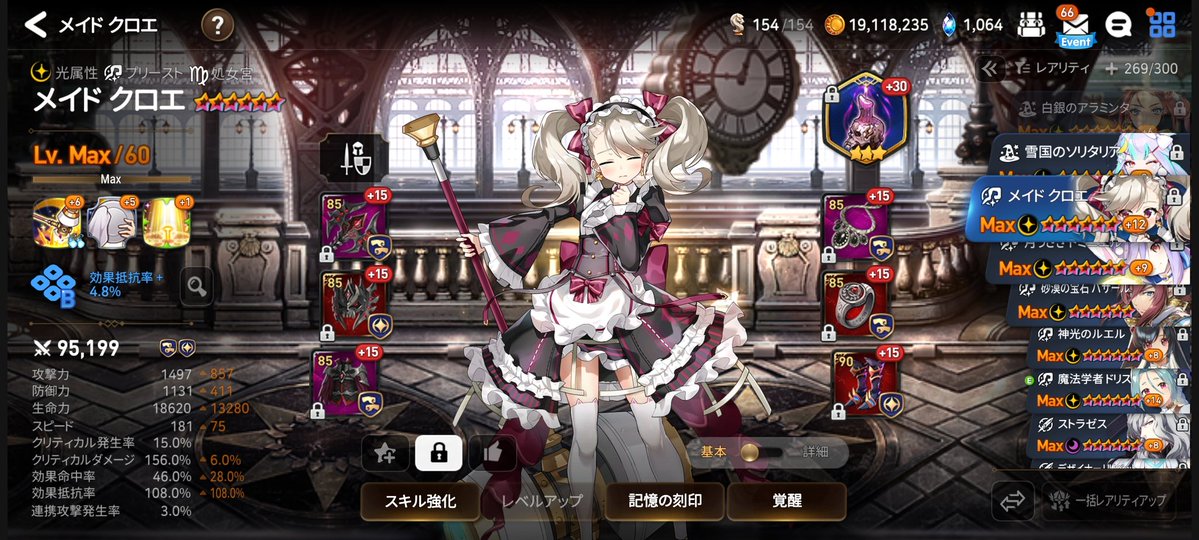 メイド クロエ
?
154/154
19,118,235
1,064
66
Event
光属性 プリースト 処女宮
メイド クロエ
Lv. Max/60
Max
+6
+5
+1
B
効果抵抗率 +
4.8%
95,199
攻撃力 1497 857
防御力 1131 411
生命力 18620 13280
スピード 181 75
クリティカル発生率 15.0%
クリティカルダメージ 156.0% 6.0%
効果命中率 46.0% 28.0%
効果抵抗率 108.0% 108.0%
連携攻撃発生率 3.0%
85 +15
85 +15
85 +15
+30
85 +15
85 +15
90 +15
基本 詳細
スキル強化
レベルアップ
記憶の刻印
覚醒
レアリティ
269/300
白銀のアラミンタ
Max
雪国のソリタリア
メイド クロエ
Max +12
Max +9
砂漠の宝石 バサール
Max
神光のルエル
Max +8
魔法学者ドリス
Max +14
ストラゼス
Max +8
一括レアリティアップ